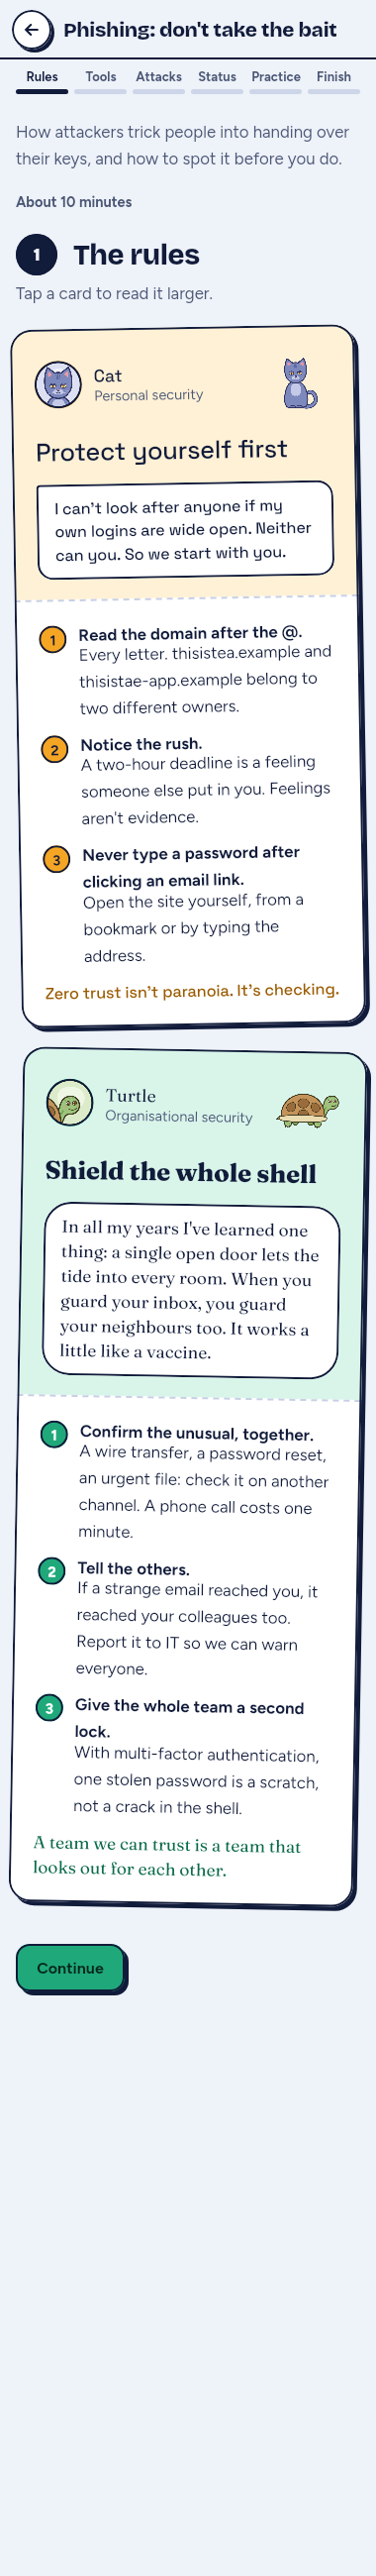 Phishing: don't take the bait
Rules Tools Attacks Status Practice Finish
How attackers trick people into handing over
their keys, and how to spot it before you do.
About 10 minutes
1 The rules
Tap a card to read it larger.
Cat
Personal security
Protect yourself first
I can't look after anyone if my
own logins are wide open. Neither
can you. So we start with you.
1 Read the domain after the @.
Every letter. thisistea.example and
thisistae-app.example belong to
two different owners.
2 Notice the rush.
A two-hour deadline is a feeling
someone else put in you. Feelings
aren't evidence.
3 Never type a password after
clicking an email link.
Open the site yourself, from a
bookmark or by typing the
address.
Zero trust isn't paranoia. It's checking.
Turtle
Organisational security
Shield the whole shell
In all my years I've learned one
thing: a single open door lets the
tide into every room. When you
guard your inbox, you guard
your neighbours too. It works a
little like a vaccine.
1 Confirm the unusual, together.
A wire transfer, a password reset,
an urgent file: check it on another
channel. A phone call costs one
minute.
2 Tell the others.
If a strange email reached you, it
reached your colleagues too.
Report it to IT so we can warn
everyone.
3 Give the whole team a second
lock.
With multi-factor authentication,
one stolen password is a scratch,
not a crack in the shell.
A team we can trust is a team that
looks out for each other.
Continue